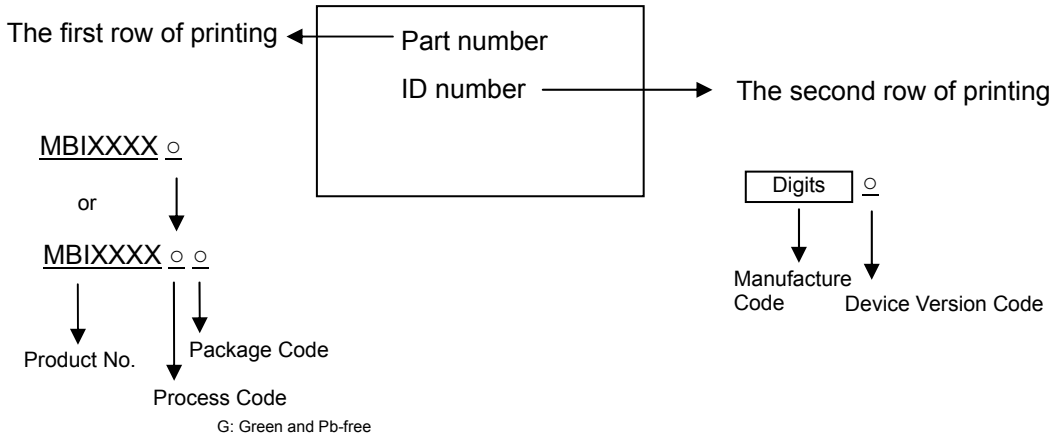 The first row of printing
Part number
ID number
The second row of printing
MBIXXXX ○
or
MBIXXXX ○ ○
Product No.
Package Code
Process Code
G: Green and Pb-free
Digits ○
Manufacture
Code
Device Version Code